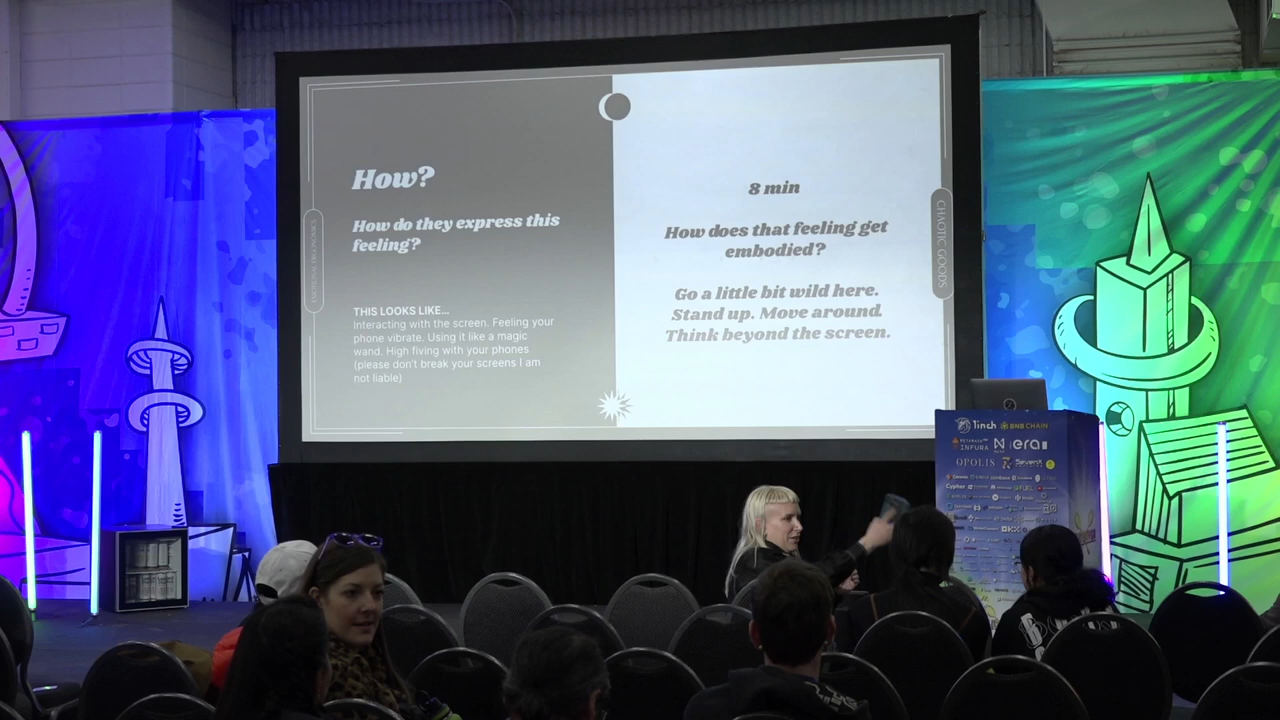 How?
How do they express this
feeling?
THIS LOOKS LIKE...
Interacting with the screen. Feeling your
phone vibrate. Using it like a magic
wand. High fiving with your phones
(please don't break your screens I am
not liable)
EMOTIONAL ERGONOMICS
8 min
How does that feeling get
embodied?
Go a little bit wild here.
Stand up. Move around.
Think beyond the screen.
CHAOTIC GOODS
1inch BNB CHAIN
INFURA era
OPOLIS
Cypher